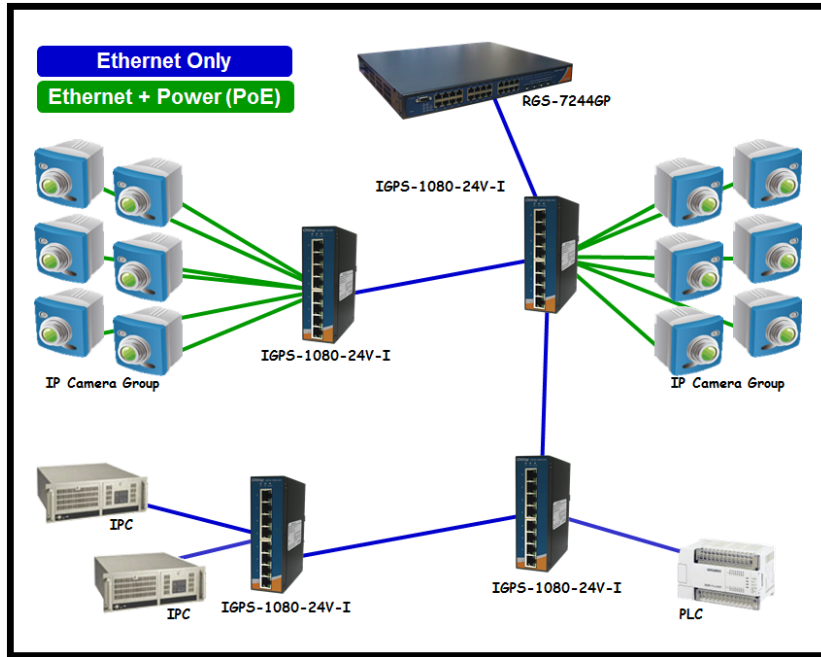 Ethernet Only
Ethernet + Power (PoE)
RGS-7244GP
IGPS-1080-24V-I
IGPS-1080-24V-I
IP Camera Group
IP Camera Group
IPC
IPC
IGPS-1080-24V-I
IGPS-1080-24V-I
PLC